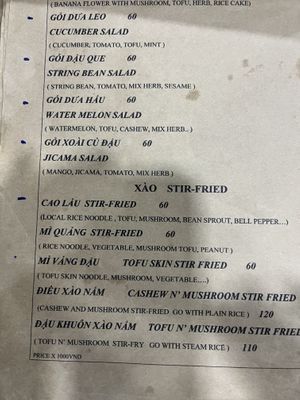 ( BANANA FLOWER WITH MUSHROOM, TOFU, HERB, RICE CAKE)
GỎI DƯA LEO 60
CUCUMBER SALAD
( CUCUMBER, TOMATO, TOFU, MINT )
GỎI ĐẬU QUE 60
STRING BEAN SALAD
( STRING BEAN, TOMATO, MIX HERB, SESAME )
GỎI DƯA HẤU 60
WATER MELON SALAD
( WATERMELON, TOFU, CASHEW, MIX HERB.. )
GỎI XOÀI CỦ ĐẬU 60
JICAMA SALAD
( MANGO, JICAMA, TOMATO, MIX HERB )
XÀO STIR-FRIED
CAO LẦU STIR-FRIED 60
(LOCAL RICE NOODLE , TOFU, MUSHROOM, BEAN SPROUT, BELL PEPPER...)
MÌ QUẢNG STIR-FRIED 60
( RICE NOODLE, VEGETABLE, MUSHROOM TOFU, PEANUT )
MÌ VÀNG ĐẬU TOFU SKIN STIR FRIED 60
( TOFU SKIN NOODLE, MUSHROOM, VEGETABLE,...)
ĐIỀU XÀO NẤM CASHEW N' MUSHROOM STIR FRIED
(CASHEW AND MUSHROOM STIR-FRIED GO WITH PLAIN RICE ) 120
ĐẬU KHUÔN XÀO NẤM TOFU N' MUSHROOM STIR FRIED
( TOFU N' MUSHROOM STIR-FRY GO WITH STEAM RICE ) 110
PRICE X 1000VND